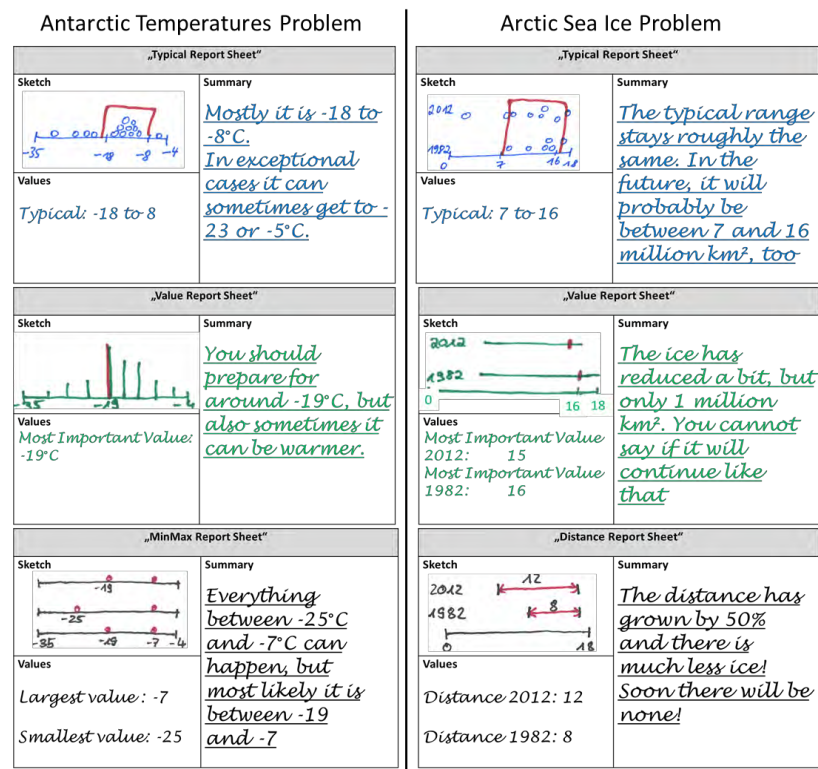 Antarctic Temperatures Problem
„Typical Report Sheet“
Sketch
-35 -18 -8 -4
Values
Typical: -18 to 8
Summary
Mostly it is -18 to
-8°C.
In exceptional
cases it can
sometimes get to -
23 or -5°C.
„Value Report Sheet“
Sketch
-35 -19 -4
Values
Most Important Value:
-19°C
Summary
You should
prepare for
around -19°C, but
also sometimes it
can be warmer.
„MinMax Report Sheet“
Sketch
-19
-25
-35 -19 -7 -4
Values
Largest value : -7
Smallest value: -25
Summary
Everything
between -25°C
and -7°C can
happen, but
most likely it is
between -19
and -7
Arctic Sea Ice Problem
„Typical Report Sheet“
Sketch
2012
1982
0 7 16 18
Values
Typical: 7 to 16
Summary
The typical range
stays roughly the
same. In the
future, it will
probably be
between 7 and 16
million km², too
„Value Report Sheet“
Sketch
2012
1982
0 16 18
Values
Most Important Value
2012: 15
Most Important Value
1982: 16
Summary
The ice has
reduced a bit, but
only 1 million
km². You cannot
say if it will
continue like
that
„Distance Report Sheet“
Sketch
2012 12
1982 8
0 18
Values
Distance 2012: 12
Distance 1982: 8
Summary
The distance has
grown by 50%
and there is
much less ice!
Soon there will be
none!